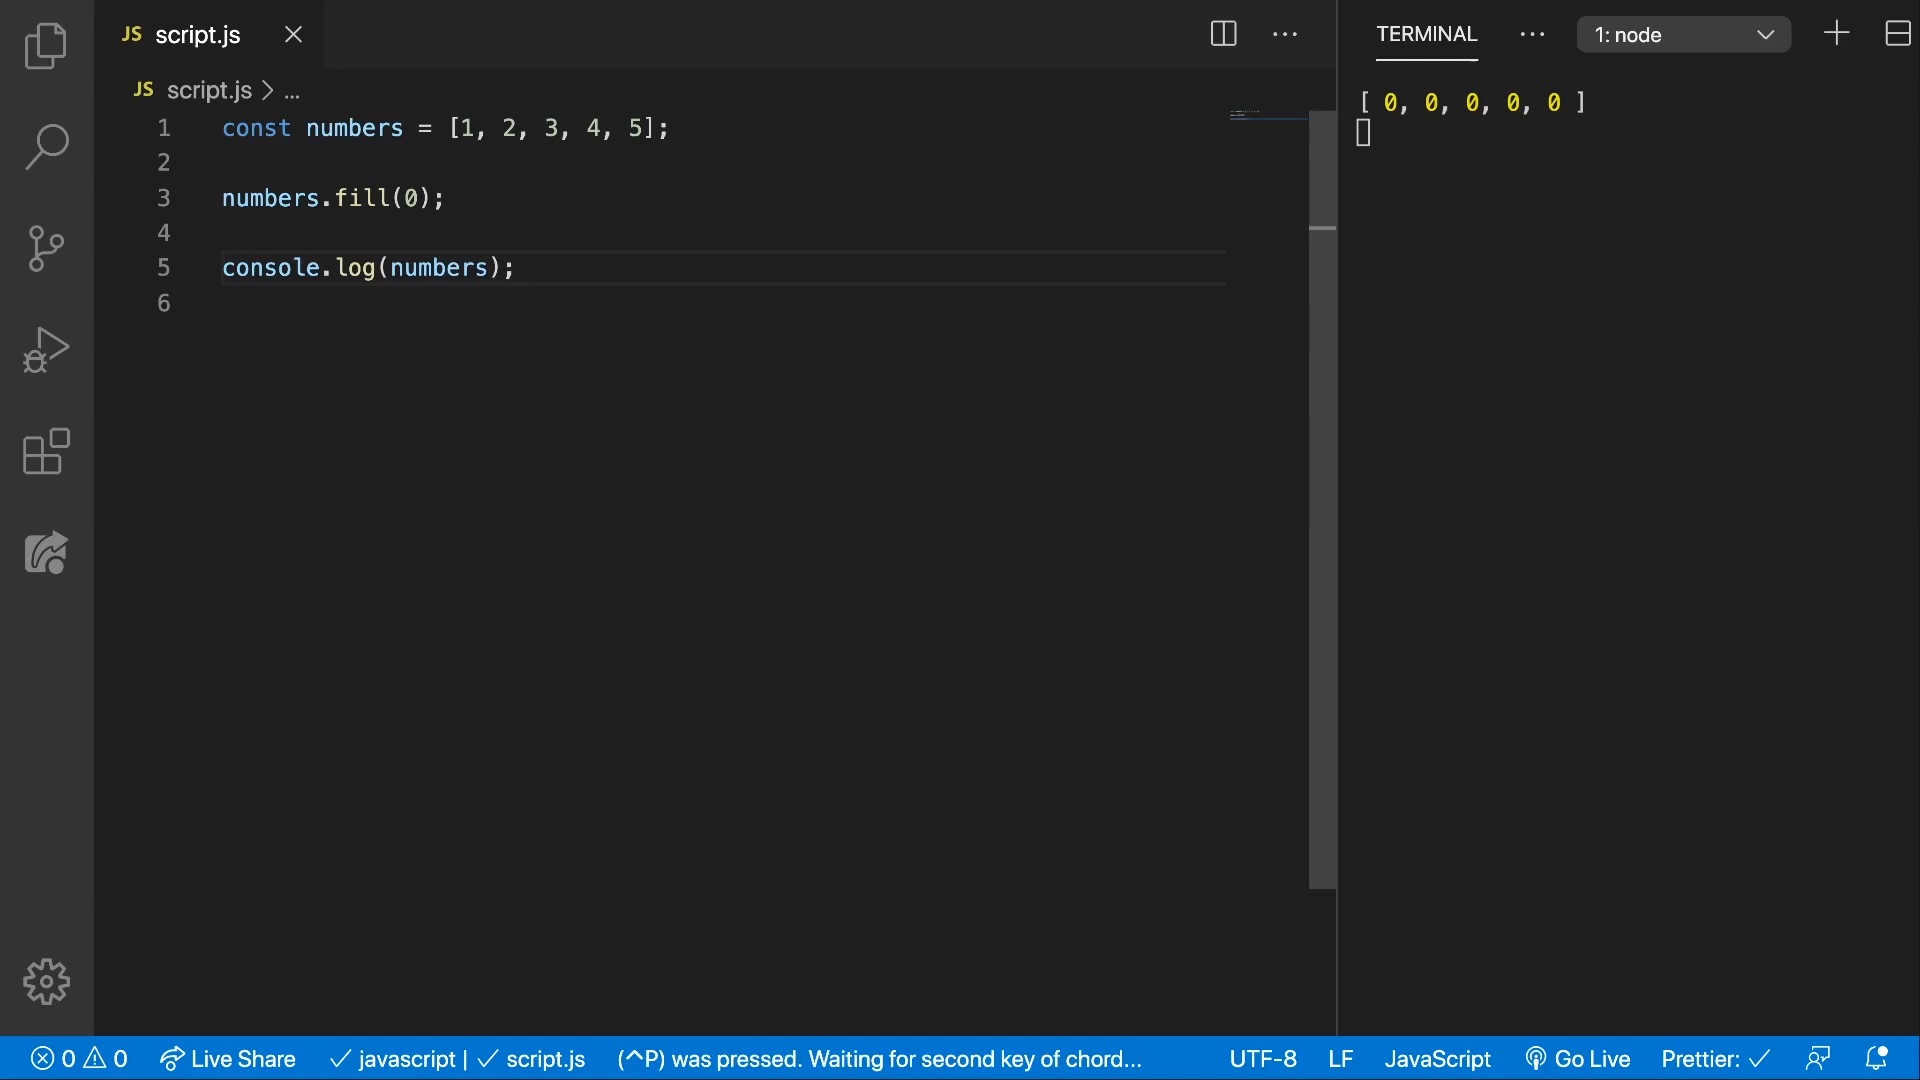 JS script.js
JS script.js > ...
1 const numbers = [1, 2, 3, 4, 5];
2
3 numbers.fill(0);
4
5 console.log(numbers);
6
TERMINAL ... 1: node
[ 0, 0, 0, 0, 0 ]
0 0 Live Share javascript | script.js (^P) was pressed. Waiting for second key of chord... UTF-8 LF JavaScript Go Live Prettier: